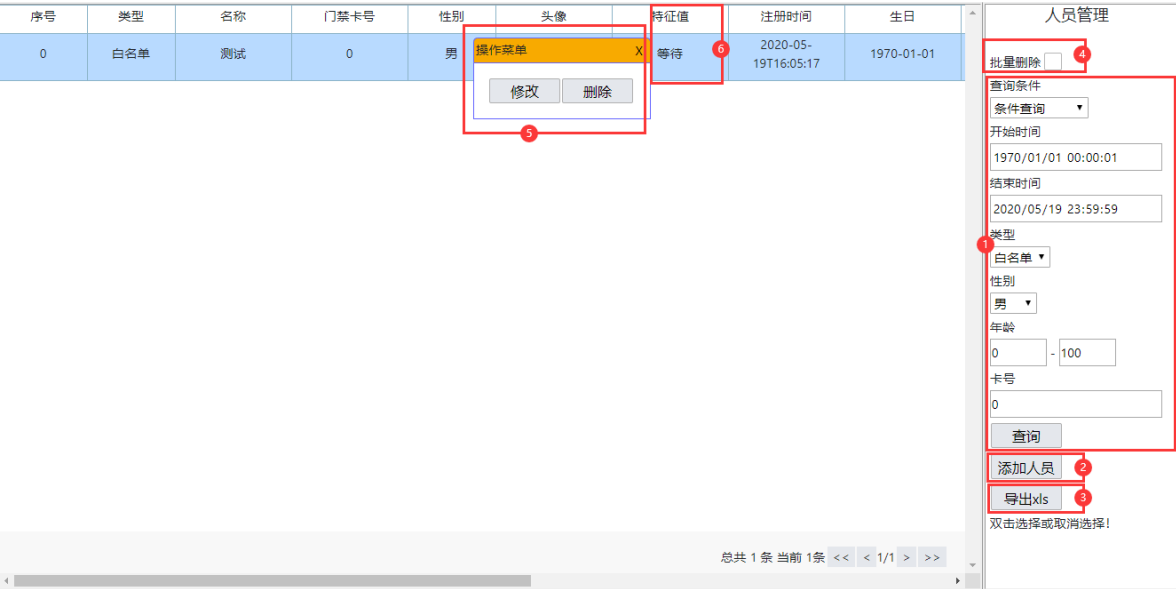 序号 类型 名称 门禁卡号 性别 头像 特征值 注册时间 生日
0 白名单 测试 0 男 等待 2020-05-19T16:05:17 1970-01-01
操作菜单 X
修改 删除
5
6
总共 1 条 当前 1条 << < 1/1 > >>
人员管理
批量删除
4
查询条件
条件查询
开始时间
1970/01/01 00:00:01
结束时间
2020/05/19 23:59:59
类型
1
白名单
性别
男
年龄
0 - 100
卡号
0
查询
添加人员 2
导出xls 3
双击选择或取消选择!